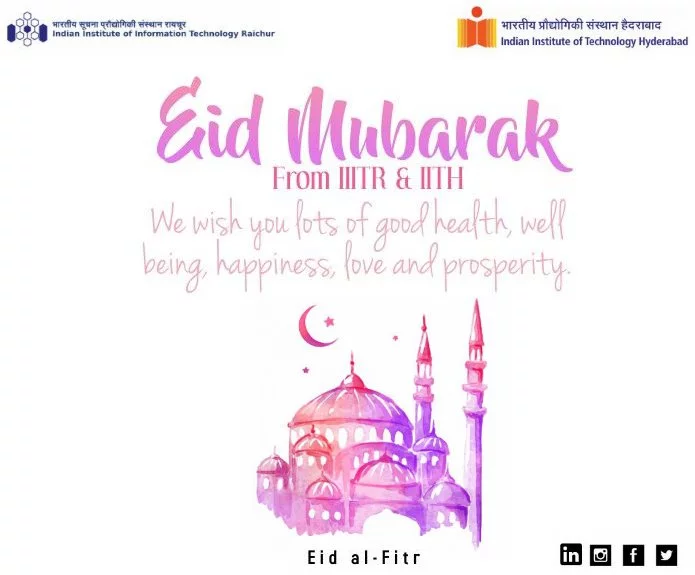 भारतीय सूचना प्रौद्योगिकी संस्थान रायचूर
Indian Institute of Information Technology Raichur
भारतीय प्रौद्योगिकी संस्थान हैदराबाद
Indian Institute of Technology Hyderabad
Eid Mubarak
From IIITR & IITH
We wish you lots of good health, well
being, happiness, love and prosperity.
Eid al-Fitr